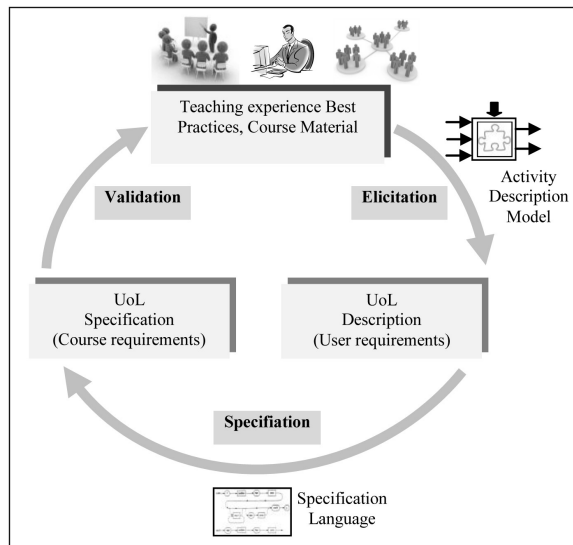 Teaching experience Best
Practices, Course Material
Activity
Description
Model
Validation
Elicitation
UoL
Specification
(Course requirements)
UoL
Description
(User requirements)
Specifiation
Specification
Language